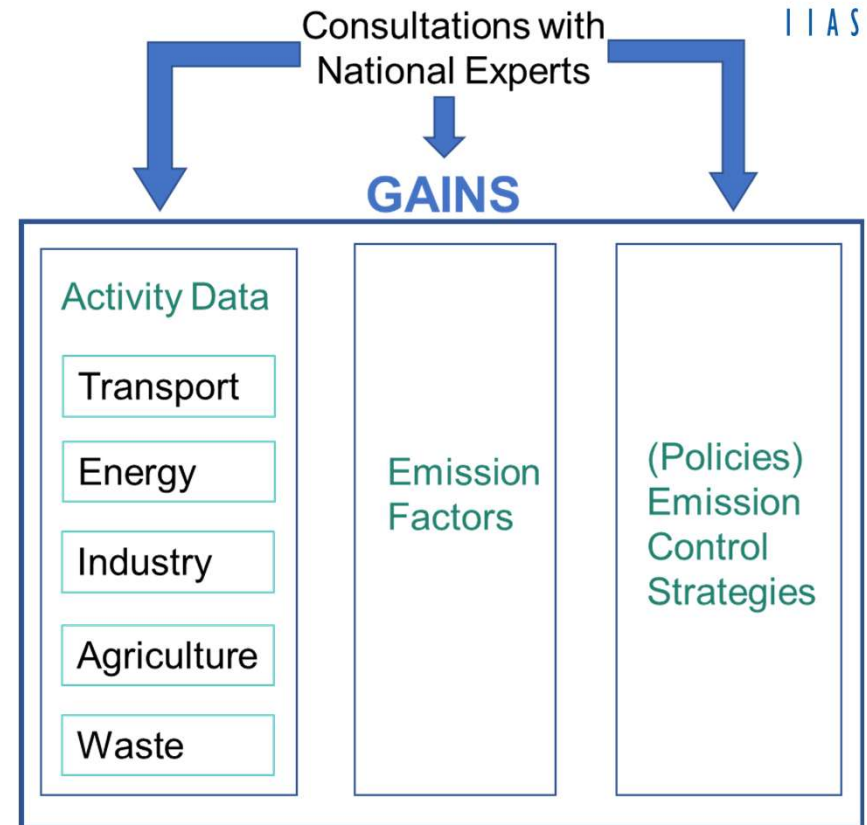 Consultations with
National Experts
IIAS
GAINS
Activity Data
Transport
Energy
Industry
Agriculture
Waste
Emission
Factors
(Policies)
Emission
Control
Strategies